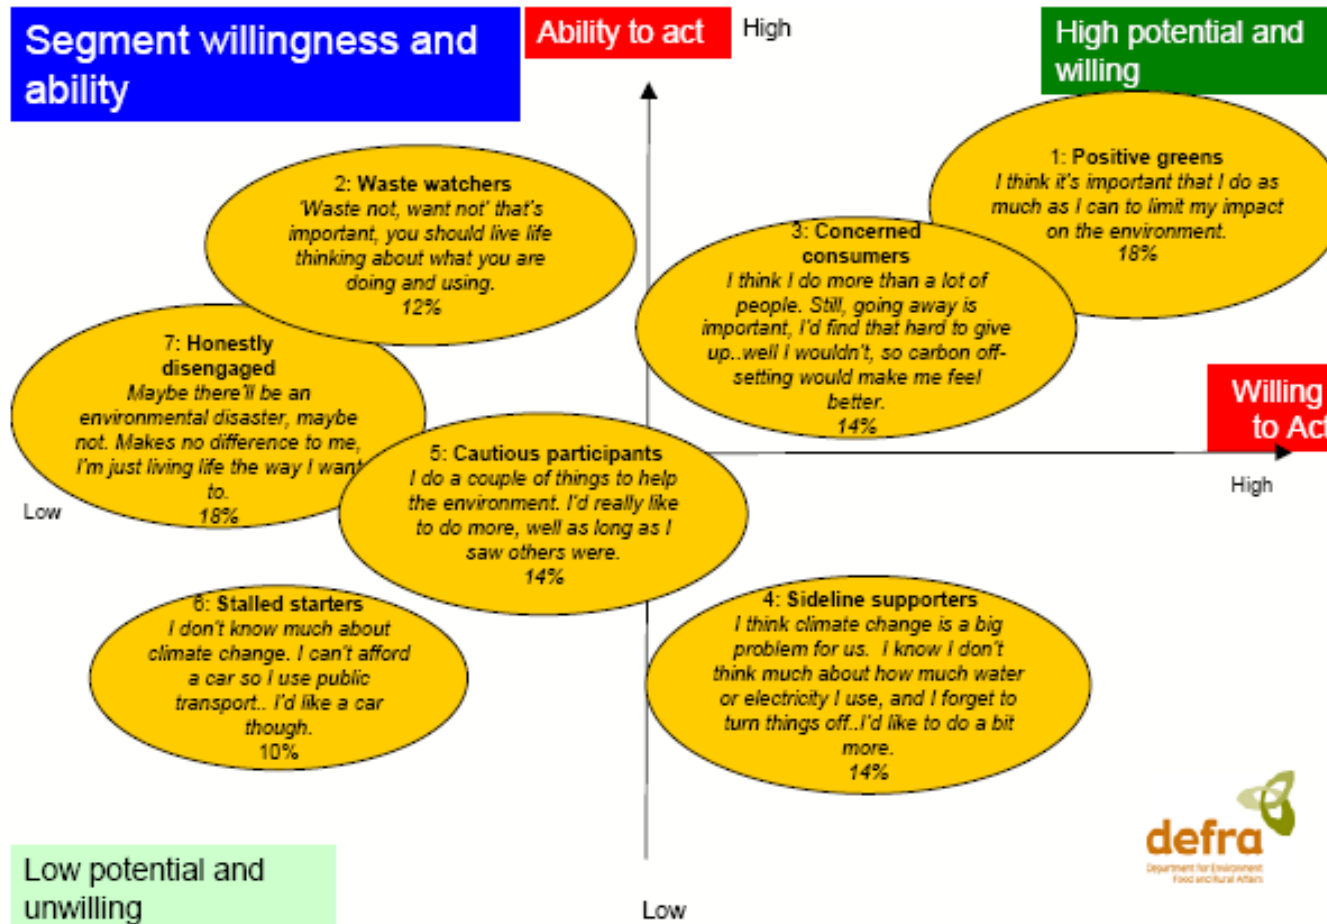 Segment willingness and
ability
Ability to act
High
High potential and
willing
1: Positive greens
I think it's important that I do as
much as I can to limit my impact
on the environment.
18%
2: Waste watchers
'Waste not, want not' that's
important, you should live life
thinking about what you are
doing and using.
12%
3: Concerned
consumers
I think I do more than a lot of
people. Still, going away is
important, I'd find that hard to give
up..well I wouldn't, so carbon off-
setting would make me feel
better.
14%
7: Honestly
disengaged
Maybe there'll be an
environmental disaster, maybe
not. Makes no difference to me,
I'm just living life the way I want
to.
18%
Willing
to Act
High
Low
5: Cautious participants
I do a couple of things to help
the environment. I'd really like
to do more, well as long as I
saw others were.
14%
6: Stalled starters
I don't know much about
climate change. I can't afford
a car so I use public
transport.. I'd like a car
though.
10%
4: Sideline supporters
I think climate change is a big
problem for us. I know I don't
think much about how much water
or electricity I use, and I forget to
turn things off..I'd like to do a bit
more.
14%
defra
Department for Environment
Food and Rural Affairs
Low potential and
unwilling
Low